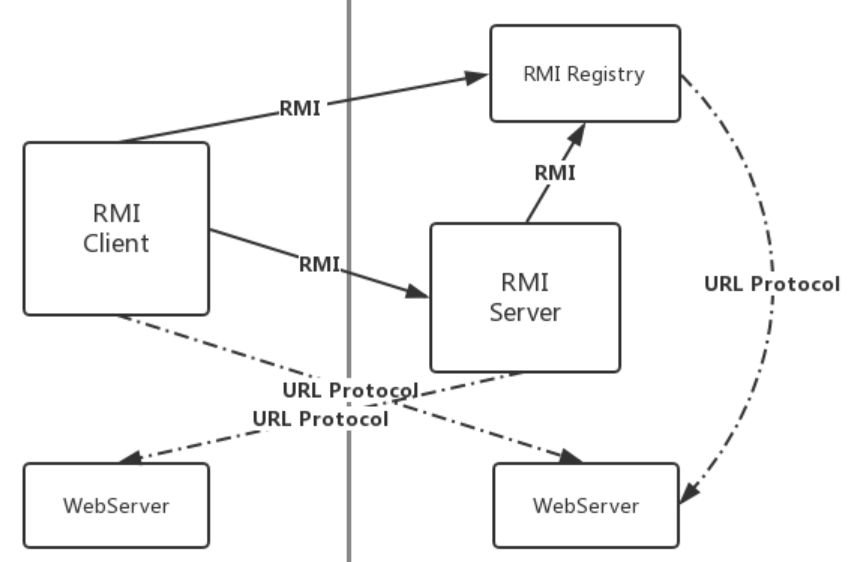 RMI Registry
RMI
RMI
RMI
Client
RMI
RMI
Server
URL Protocol
URL Protocol
URL Protocol
WebServer
WebServer